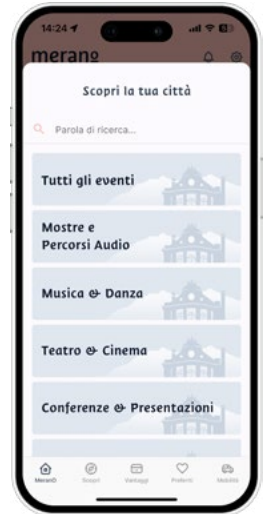 14:24
merano
Scopri la tua città
Parola di ricerca...
Tutti gli eventi
Mostre e
Percorsi Audio
Musica & Danza
Teatro & Cinema
Conferenze & Presentazioni
MeranO
Scopri
Vantaggi
Preferiti
Mobilità